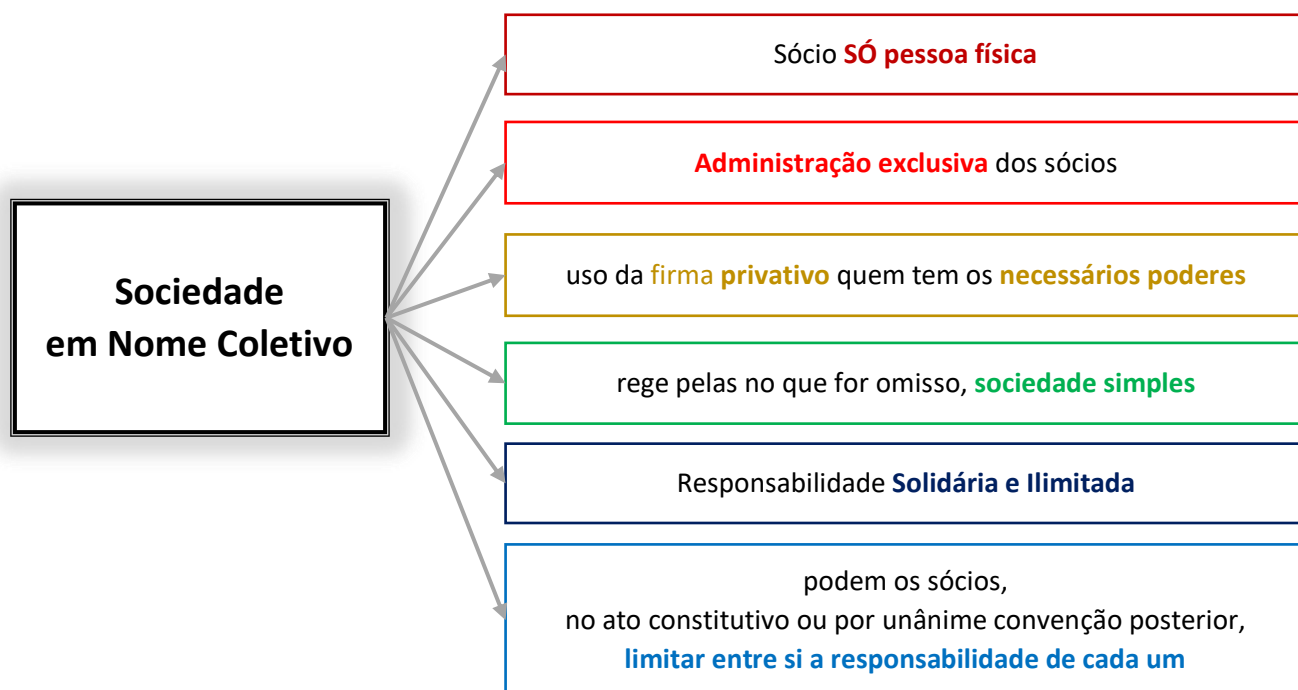 Sócio SÓ pessoa física
Administração exclusiva dos sócios
Sociedade
em Nome Coletivo
uso da firma privativo quem tem os necessários poderes
rege pelas no que for omisso, sociedade simples
Responsabilidade Solidária e Ilimitada
podem os sócios,
no ato constitutivo ou por unânime convenção posterior,
limitar entre si a responsabilidade de cada um